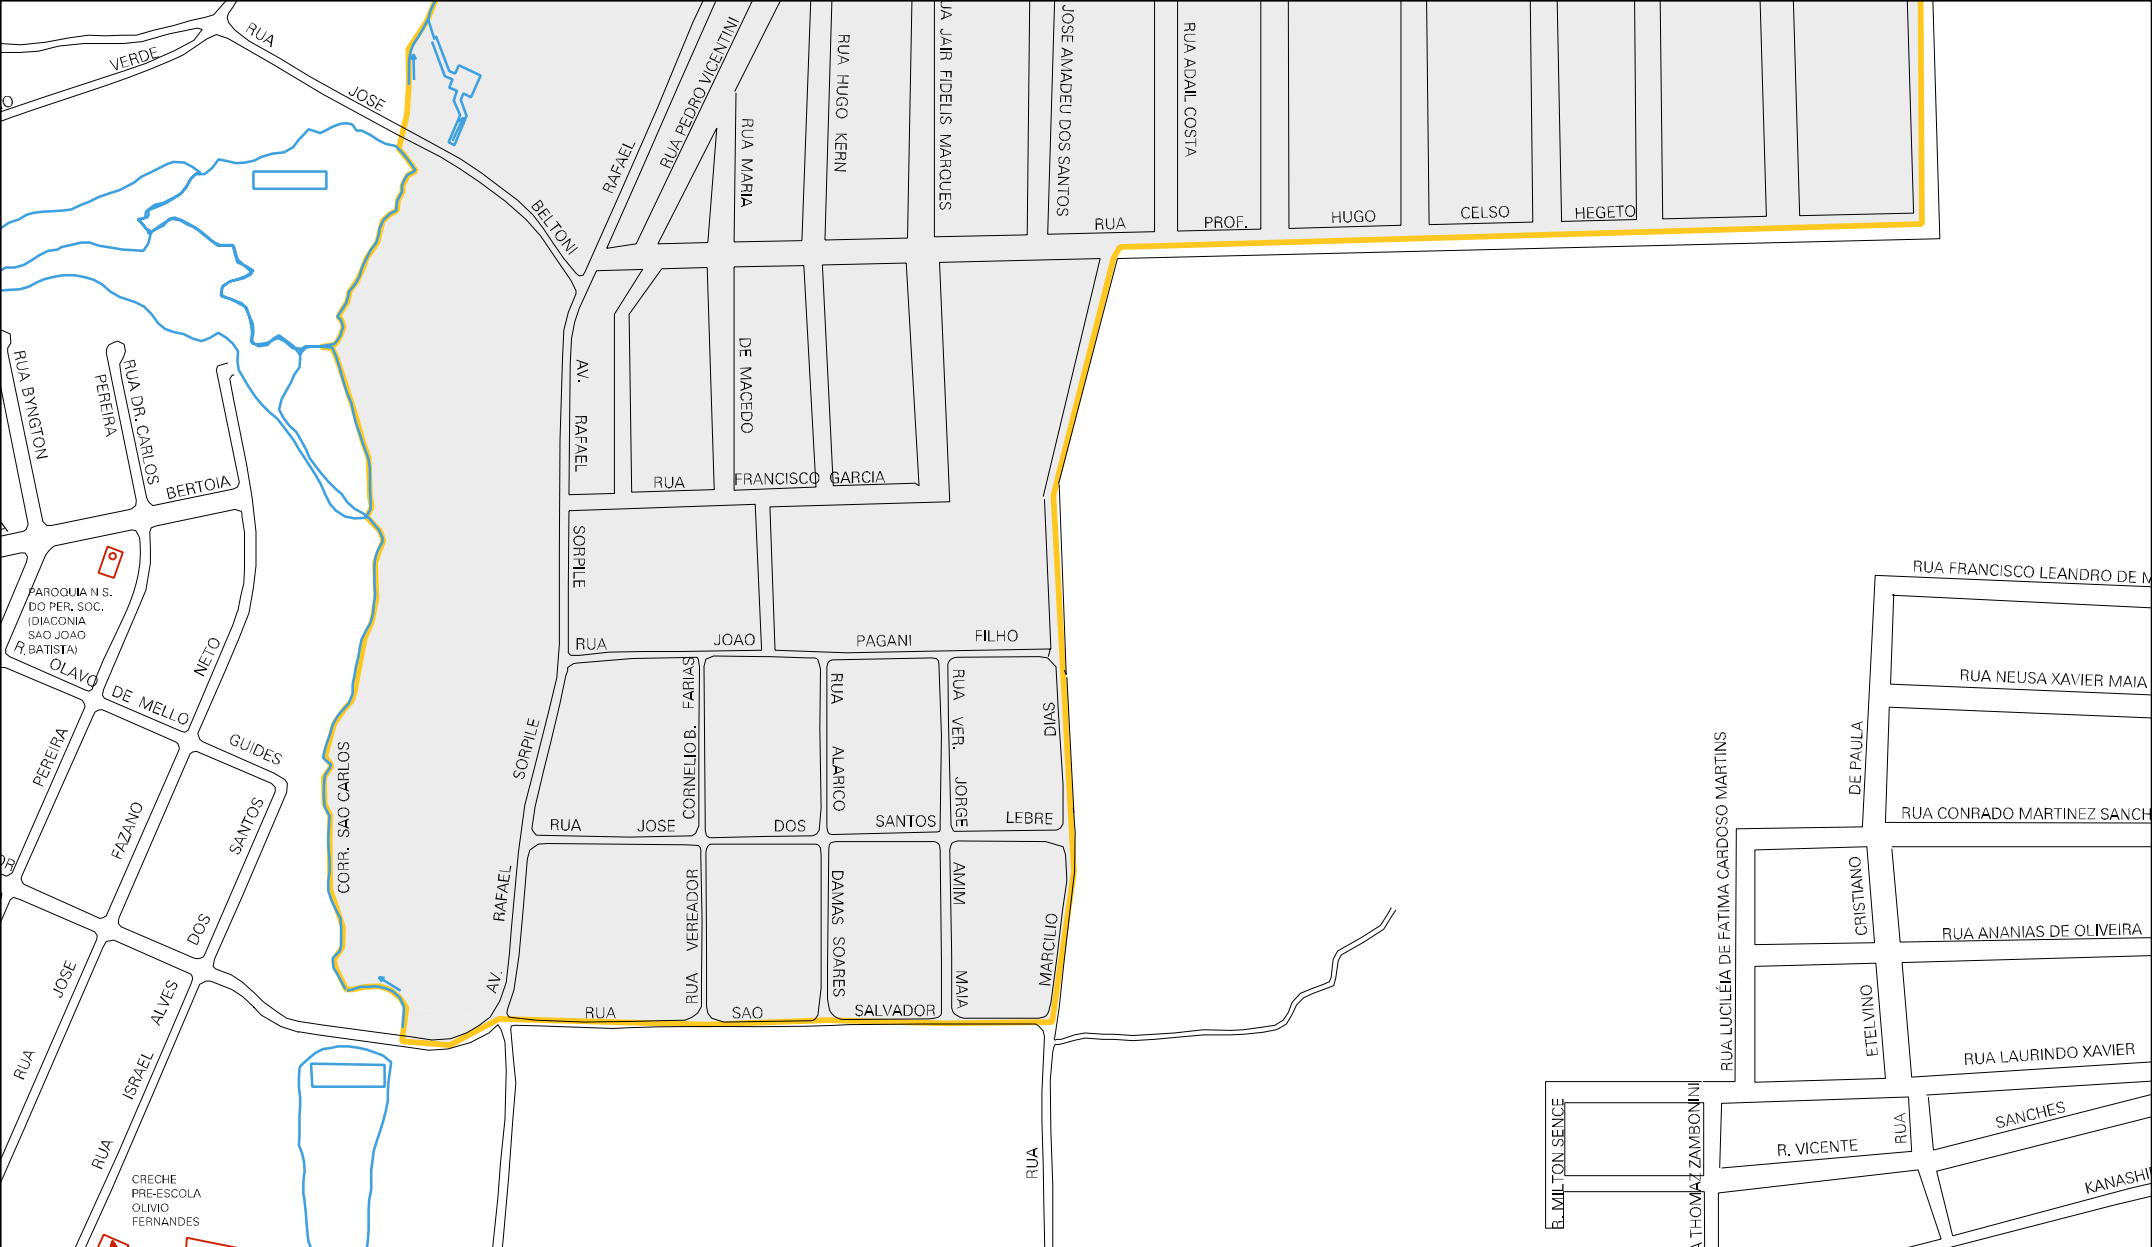 RUA
VERDE
JOSE
BELTONI
RAFAEL
RUA PEDRO VICENTINI
RUA MARIA
DE MACEDO
RUA HUGO KERN
JAIR FIDELIS MARQUES
JOSE AMADEU DOS SANTOS
RUA ADAIL COSTA
RUA PROF. HUGO CELSO HEGETO
RUA BYNGTON
RUA DR. CARLOS
PEREIRA
BERTOIA
AV. RAFAEL
SORPILE
RUA FRANCISCO GARCIA
PAROQUIA N S.
DO PER. SOC.
(DIACONIA
SAO JOAO
BATISTA)
R. OLAVO
DE MELLO
GUIDES
NETO
RUA JOAO PAGANI FILHO
CORNELIO B. FARIAS
RUA VEREADOR
RUA ALARICO
DAMAS SOARES
RUA VER. JORGE
AMIM
MAIA
DIAS
MARCILIO
RUA
PEREIRA
FAZANO
SANTOS
DOS
CORR. SAO CARLOS
SORPILE
RAFAEL
AV.
RUA JOSE DOS SANTOS LEBRE
RUA SAO SALVADOR
JOSE
RUA
ALVES
ISRAEL
RUA
CRECHE
PRE-ESCOLA
OLIVIO
FERNANDES
RUA FRANCISCO LEANDRO DE
RUA NEUSA XAVIER MAIA
DE PAULA
RUA CONRADO MARTINEZ SANCH
CRISTIANO
RUA ANANIAS DE OLIVEIRA
RUA LUCILÉIA DE FATIMA CARDOSO MARTINS
ETELVINO
RUA LAURINDO XAVIER
RUA
R. VICENTE
SANCHES
R. MILTON SENCE
THOMAZ ZAMBONINI
KANASHI